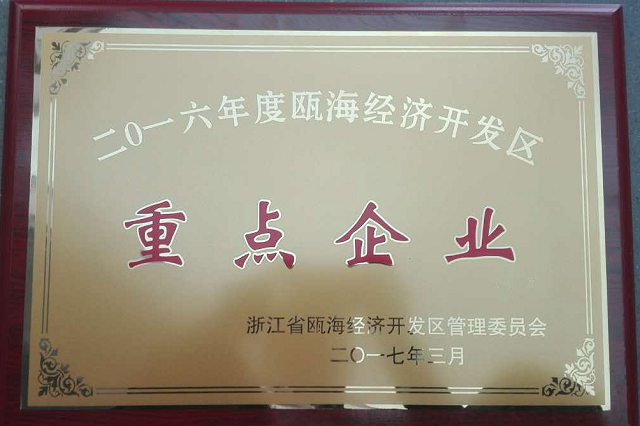 二〇一六年度瓯海经济开发区
重点企业
浙江省瓯海经济开发区管理委员会
二〇一七年三月